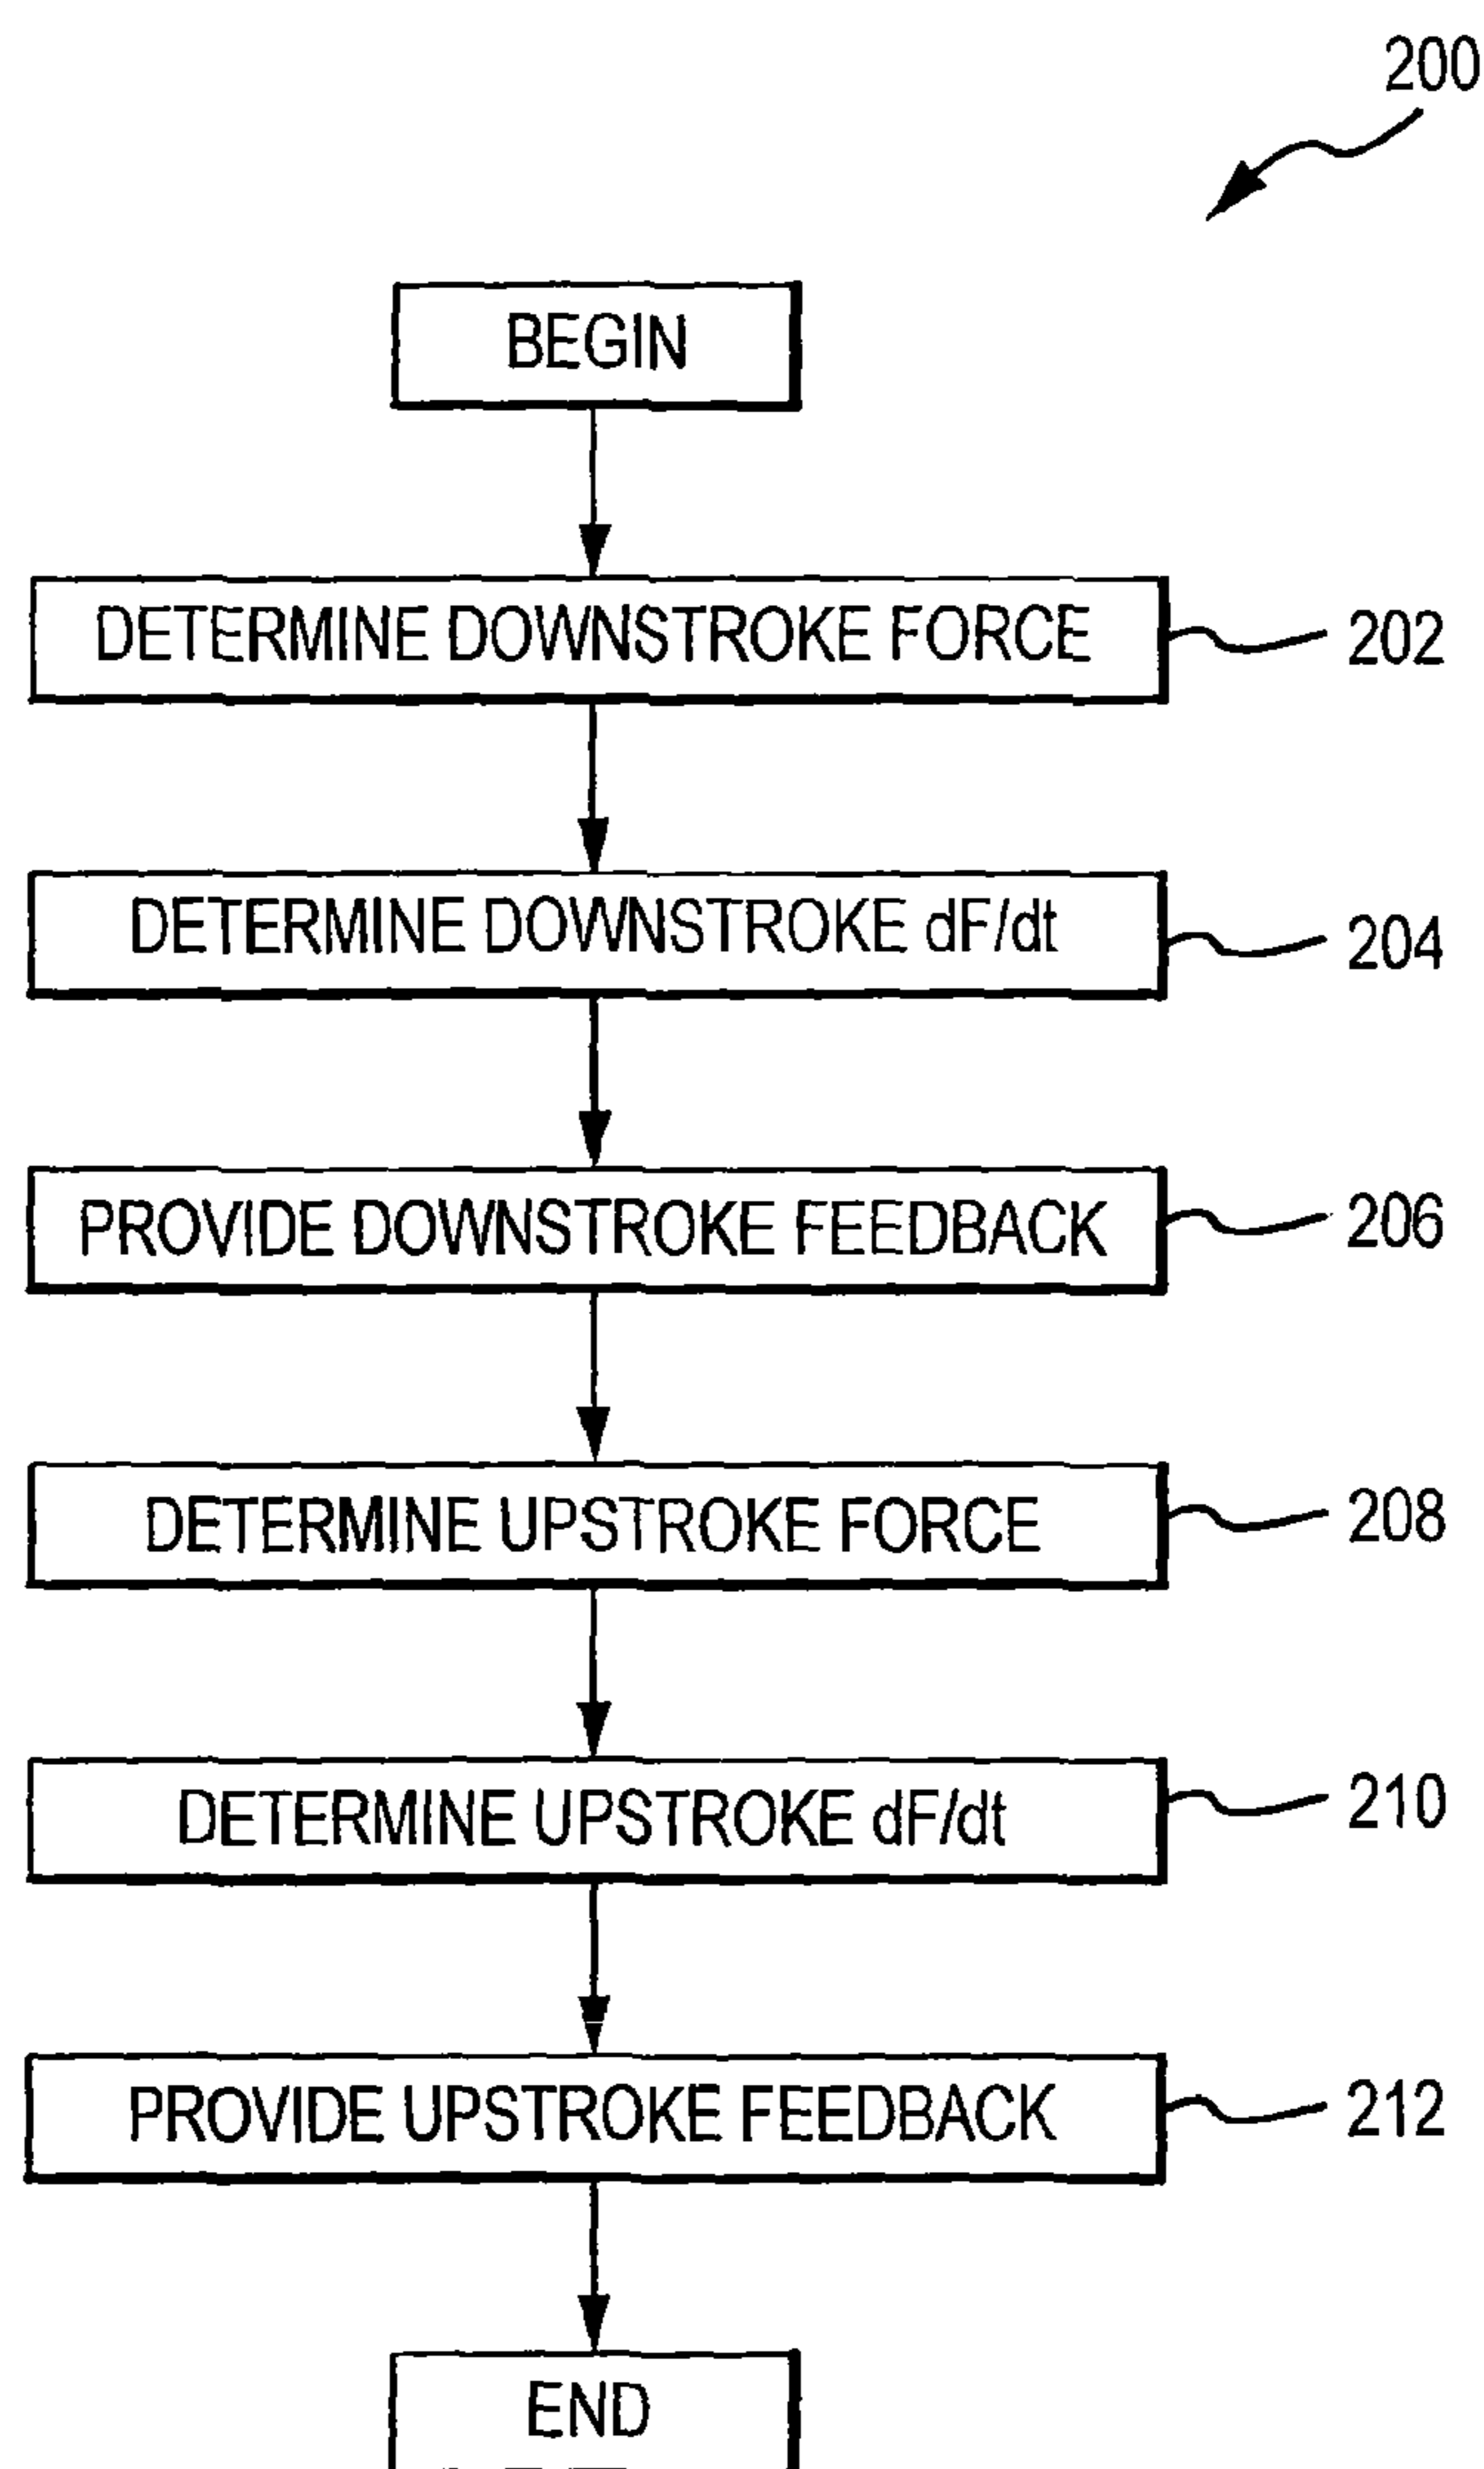 200
BEGIN
DETERMINE DOWNSTROKE FORCE
202
DETERMINE DOWNSTROKE dF/dt
204
PROVIDE DOWNSTROKE FEEDBACK
206
DETERMINE UPSTROKE FORCE
208
DETERMINE UPSTROKE dF/dt
210
PROVIDE UPSTROKE FEEDBACK
212
END